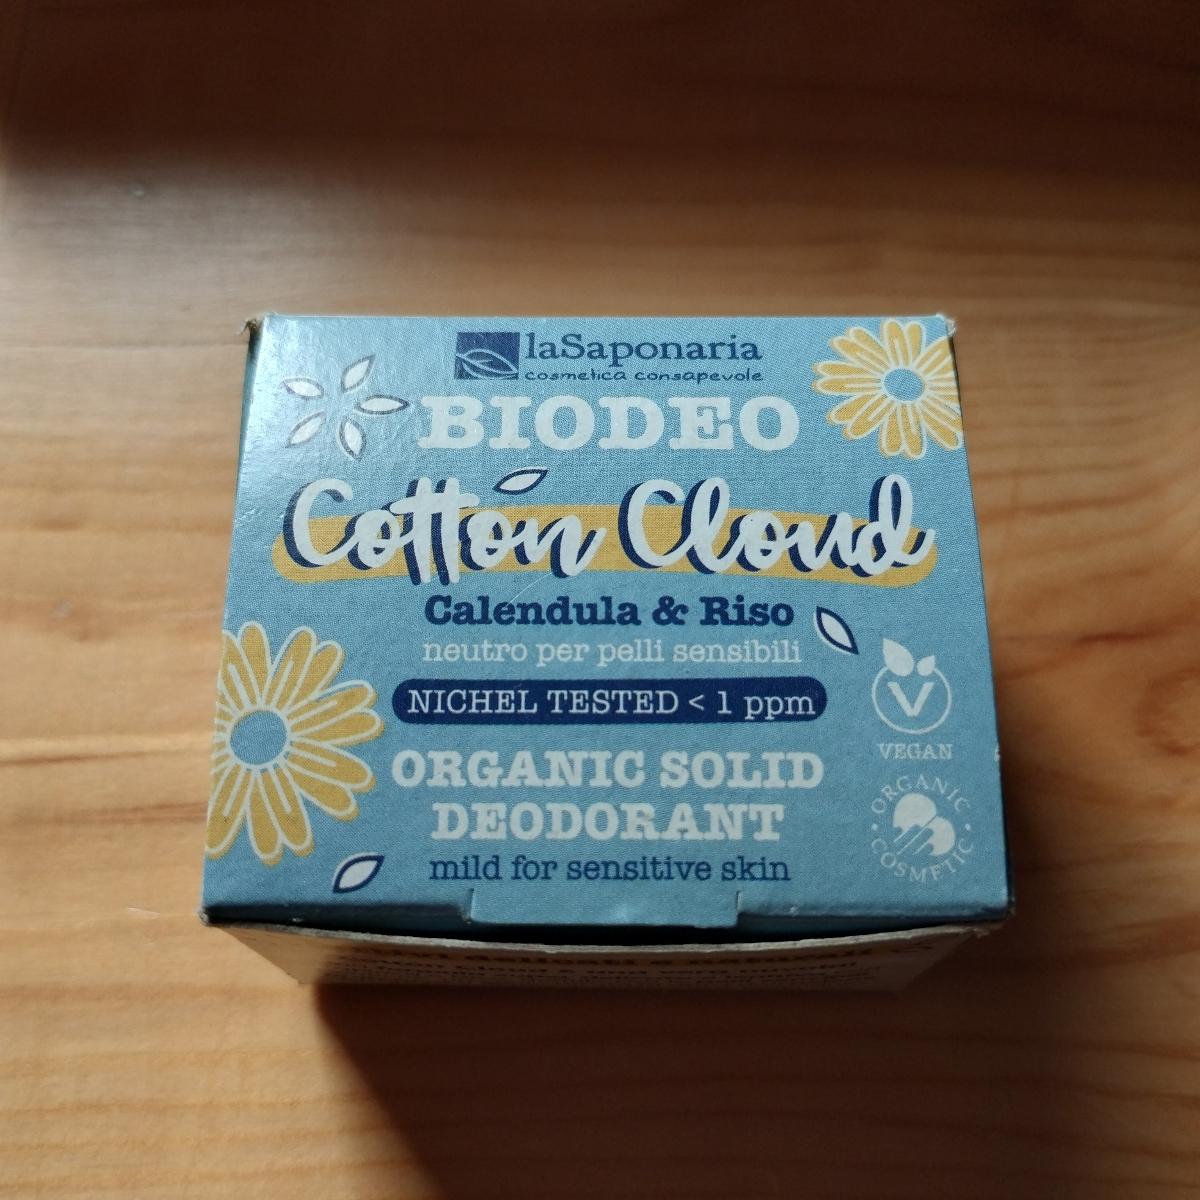 laSaponaria
cosmetica consapevole
BIODEO
Cotton Cloud
Calendula & Riso
neutro per pelli sensibili
NICHEL TESTED < 1 ppm
V
VEGAN
ORGANIC SOLID
DEODORANT
mild for sensitive skin
ORGANIC
COSMETIC